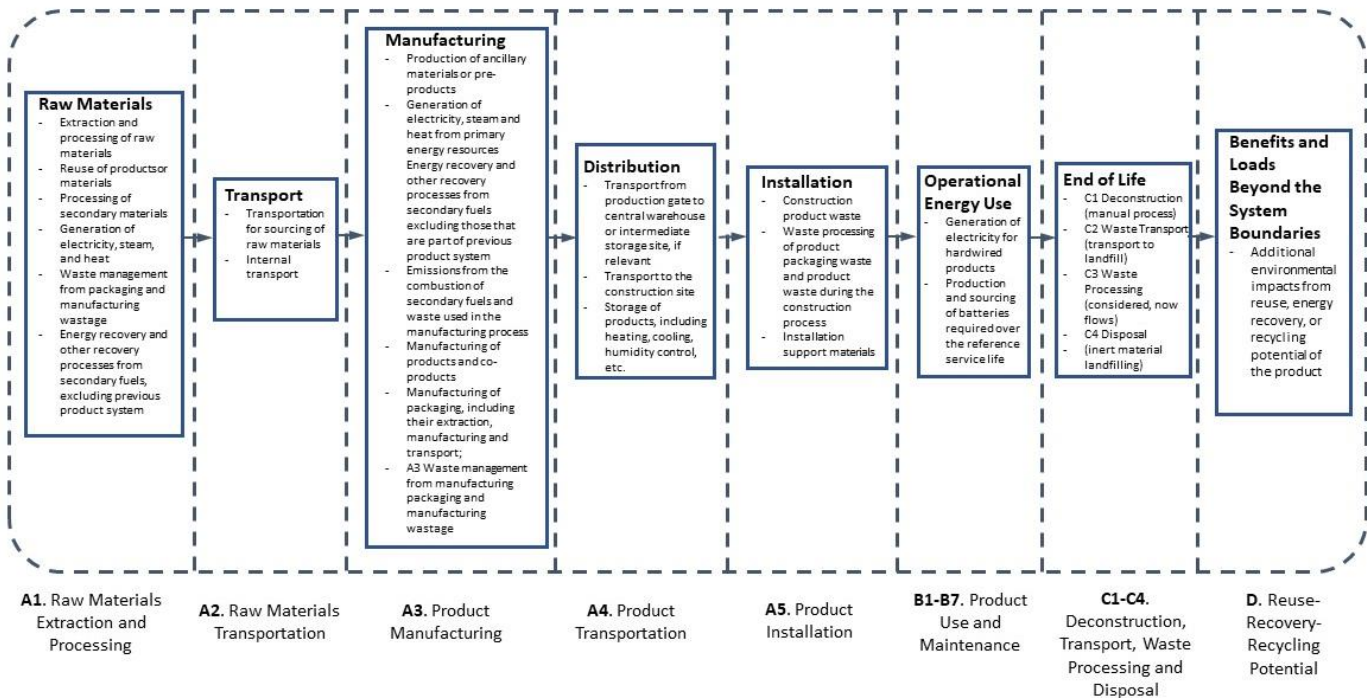 Raw Materials
- Extraction and
processing of raw
materials
- Reuse of productsor
materials
- Processing of
secondary materials
- Generation of
electricity, steam,
and heat
- Waste management
from packaging and
manufacturing
wastage
- Energy recovery and
other recovery
processes from
secondary fuels,
excluding previous
product system
Transport
- Transportation
for sourcing of
raw materials
- Internal
transport
Manufacturing
- Production of ancillary
materials or pre-
products
- Generation of
electricity, steam and
heat from primary
energy resources
Energy recovery and
other recovery
processes from
secondary fuels
excluding those that
are part of previous
product system
- Emissions from the
combustion of
secondary fuels and
waste used in the
manufacturing process
- Manufacturing of
products and co-
products
- Manufacturing of
packaging, including
their extraction,
manufacturing and
transport;
- A3 Waste management
from manufacturing
packaging and
manufacturing
wastage
Distribution
- Transport from
production gate to
central warehouse
or intermediate
storage site, if
relevant
- Transport to the
construction site
- Storage of
products, including
heating, cooling,
humidity control,
etc.
Installation
- Construction
product waste
- Waste processing
of product
packaging waste
and product
waste during the
construction
process
- Installation
support materials
Operational
Energy Use
- Generation of
electricity for
hardwired
products
- Production
and sourcing
of batteries
required over
the reference
service life
End of Life
- C1 Deconstruction
(manual process)
- C2 Waste Transport
(transport to
landfill)
- C3 Waste
Processing
(considered, now
flows)
- C4 Disposal
- (inert material
landfilling)
Benefits and
Loads
Beyond the
System
Boundaries
- Additional
environmental
impacts from
reuse, energy
recovery, or
recycling
potential of
the product
A1. Raw Materials
Extraction and
Processing
A2. Raw Materials
Transportation
A3. Product
Manufacturing
A4. Product
Transportation
A5. Product
Installation
B1-B7. Product
Use and
Maintenance
C1-C4.
Deconstruction,
Transport, Waste
Processing and
Disposal
D. Reuse-
Recovery-
Recycling
Potential